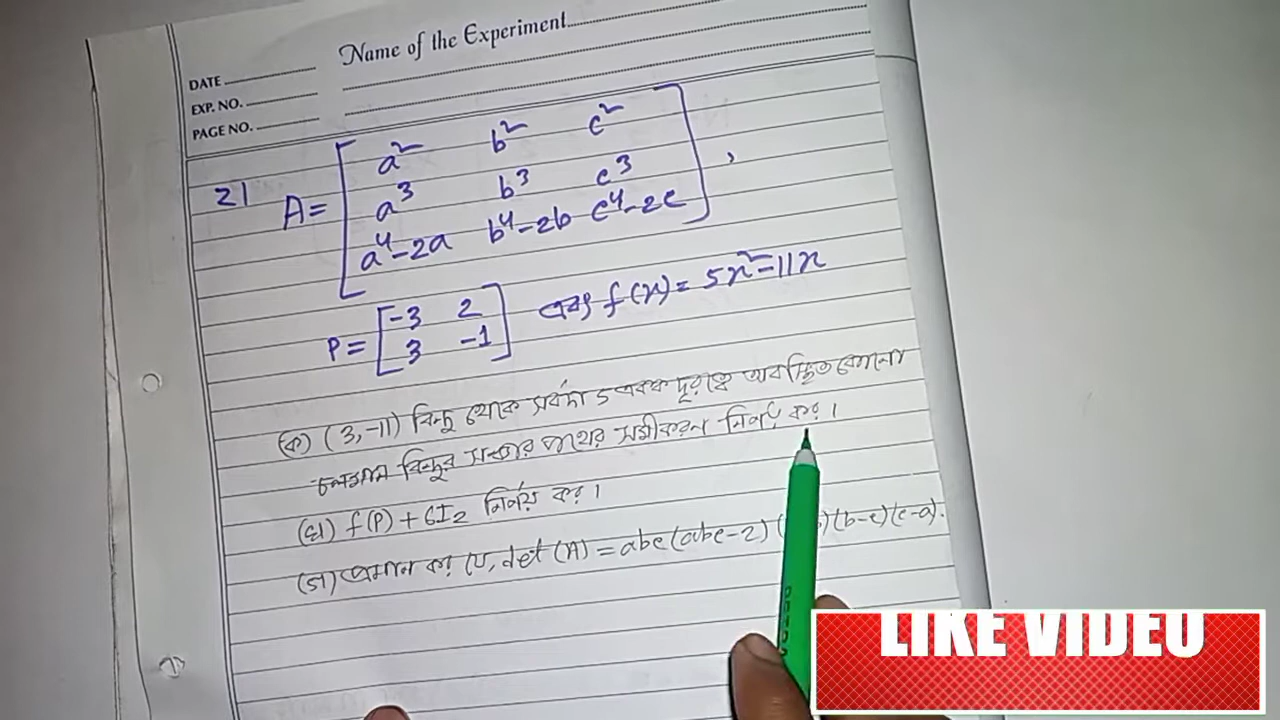 Name of the Experiment
DATE
EXP. NO.
PAGE NO.
21 A = [ a² b² c²
a³ b³ c³
a⁴-2a b⁴-2b c⁴-2c ] ,
P = [ -3 2
3 -1 ] এবং f(x) = 5x²-11x
(ক) (3,-11) বিন্দু থেকে সর্বদা 5 একক দূরত্বে অবস্থিত কোনো
চলমান বিন্দুর সঞ্চার পথের সমীকরণ নির্ণয় কর।
(খ) f(P) + 6I₂ নির্ণয় কর।
(গ) প্রমাণ কর যে, det (A) = abc (abc-2) (b-c)(c-a).
LIKE VIDEO